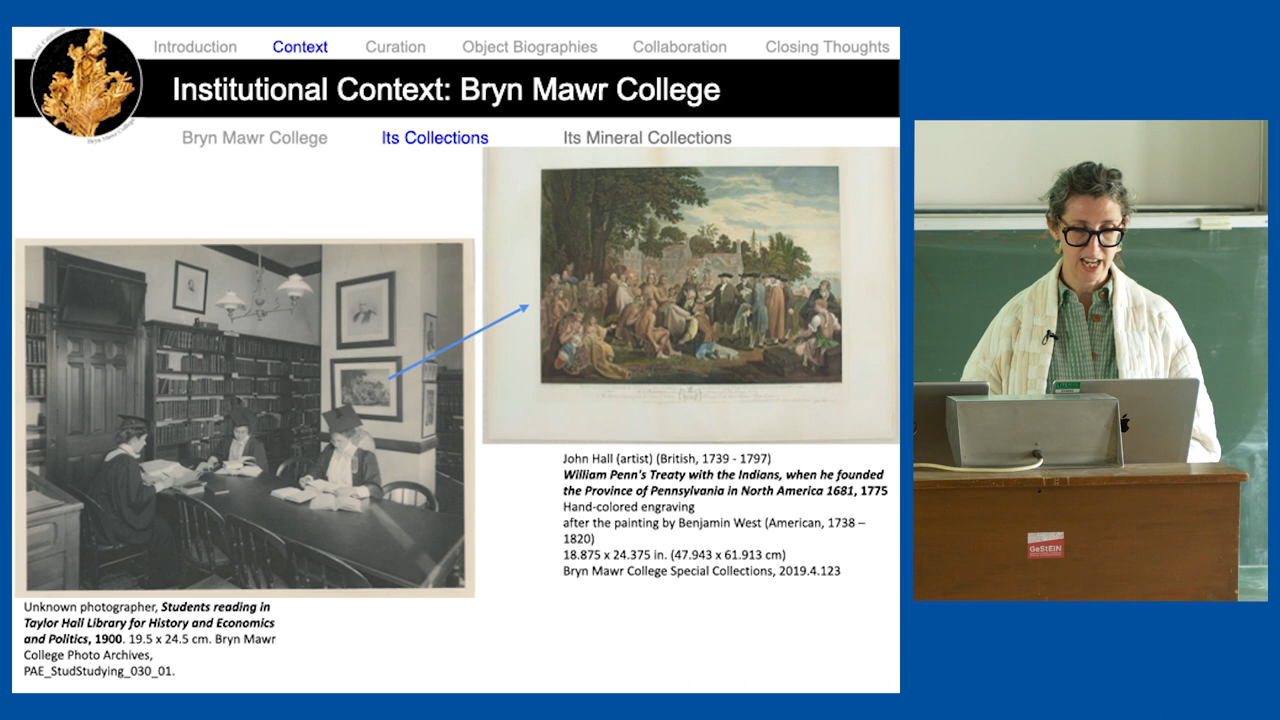 Introduction Context Curation Object Biographies Collaboration Closing Thoughts
Institutional Context: Bryn Mawr College
Bryn Mawr College Its Collections Its Mineral Collections
John Hall (artist) (British, 1739 - 1797)
William Penn's Treaty with the Indians, when he founded
the Province of Pennsylvania in North America 1681, 1775
Hand-colored engraving
after the painting by Benjamin West (American, 1738 –
1820)
18.875 x 24.375 in. (47.943 x 61.913 cm)
Bryn Mawr College Special Collections, 2019.4.123
Unknown photographer, Students reading in
Taylor Hall Library for History and Economics
and Politics, 1900. 19.5 x 24.5 cm. Bryn Mawr
College Photo Archives,
PAE_StudStudying_030_01.
GeStEIN